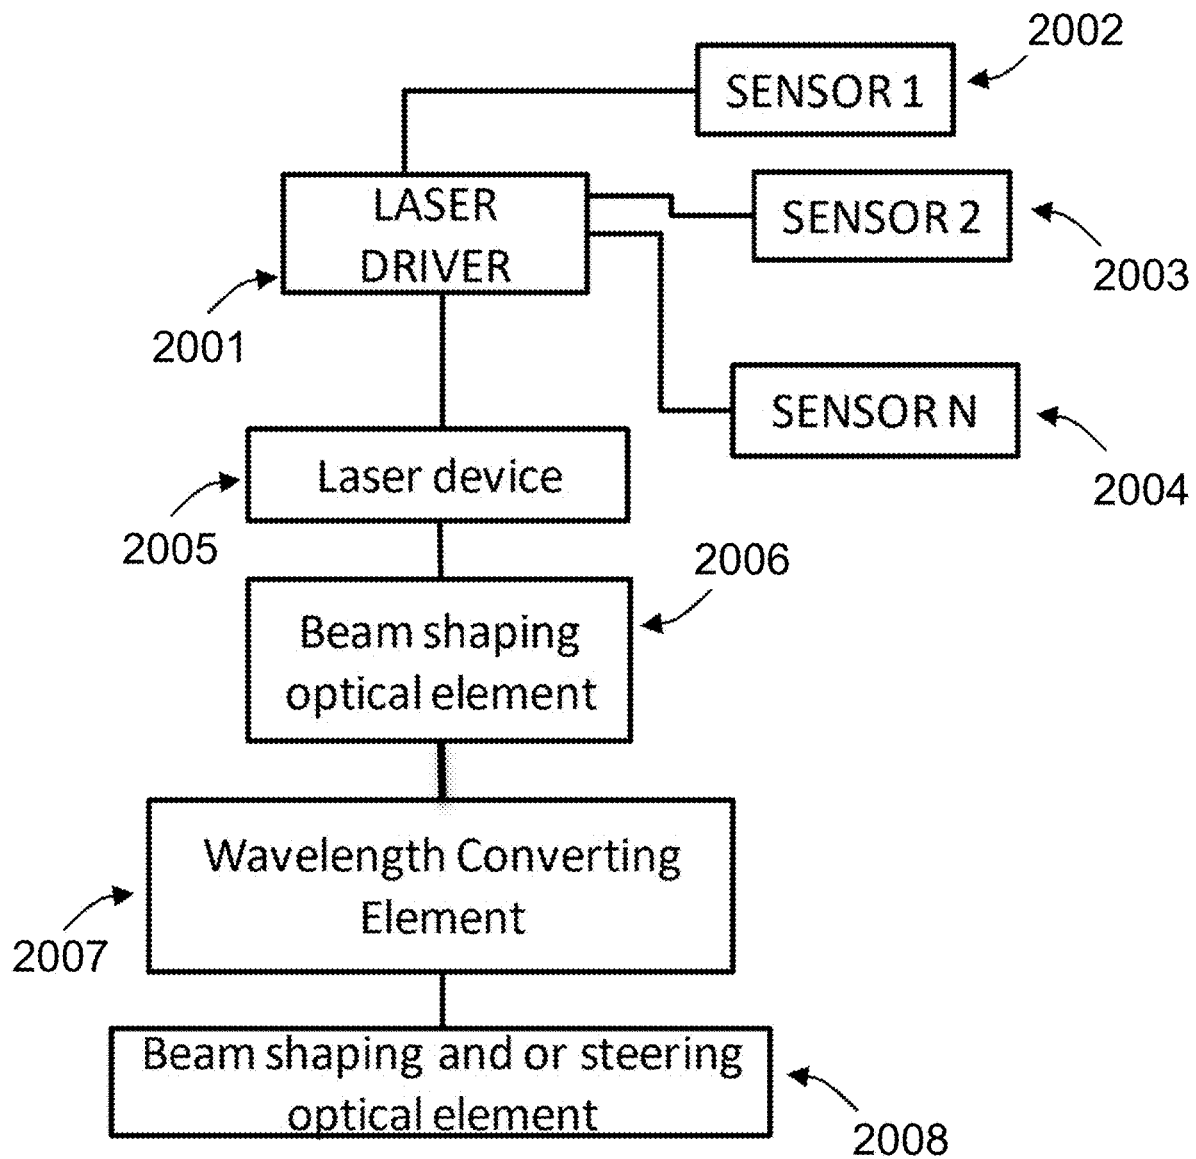 2002
SENSOR 1
LASER
DRIVER
SENSOR 2
2003
2001
SENSOR N
2004
Laser device
2005
2006
Beam shaping
optical element
Wavelength Converting
Element
2007
Beam shaping and or steering
optical element
2008